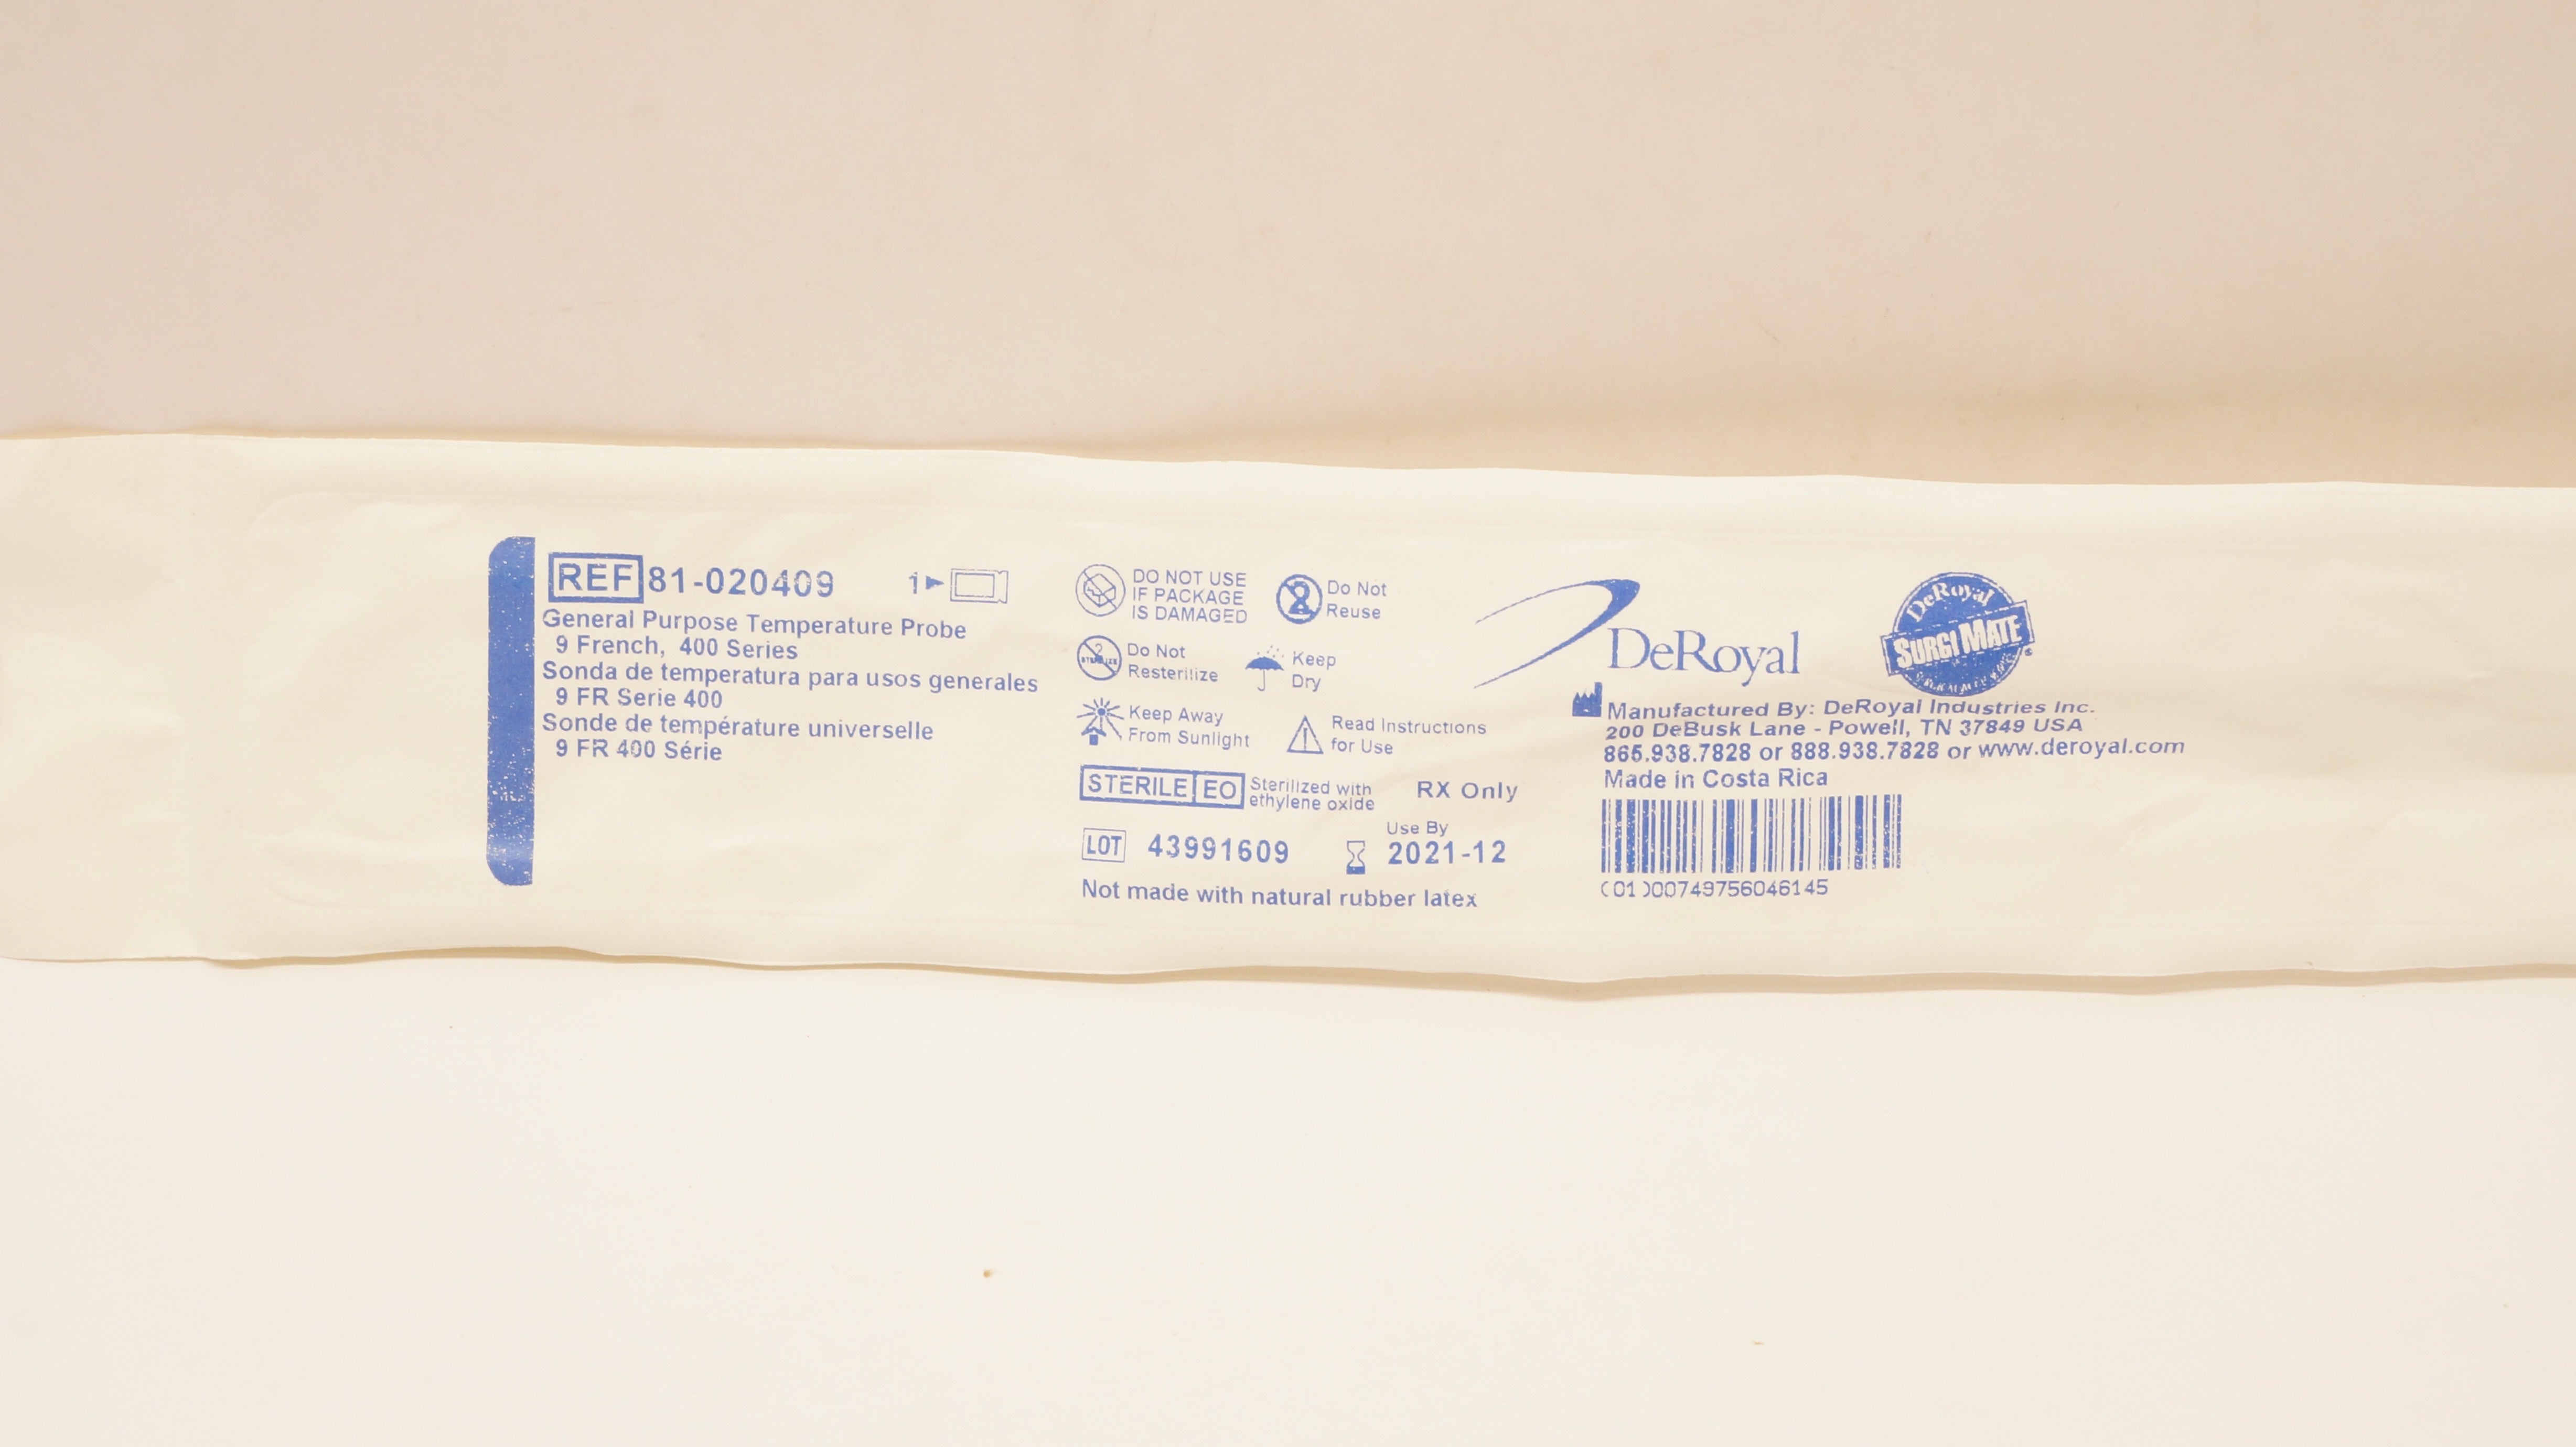 REF 81-020409 1
General Purpose Temperature Probe
9 French, 400 Series
Sonda de temperatura para usos generales
9 FR Serie 400
Sonde de température universelle
9 FR 400 Série
DO NOT USE
IF PACKAGE
IS DAMAGED
Do Not
Reuse
Do Not
Resterilize
Keep
Dry
Keep Away
From Sunlight
Read Instructions
for Use
STERILE EO Sterilized with
ethylene oxide
RX Only
LOT 43991609
Use By
2021-12
Not made with natural rubber latex
DeRoyal
DeRoyal
SURGIMATE®
Manufactured By: DeRoyal Industries Inc.
200 DeBusk Lane - Powell, TN 37849 USA
865.938.7828 or 888.938.7828 or www.deroyal.com
Made in Costa Rica
(01)00749756046145